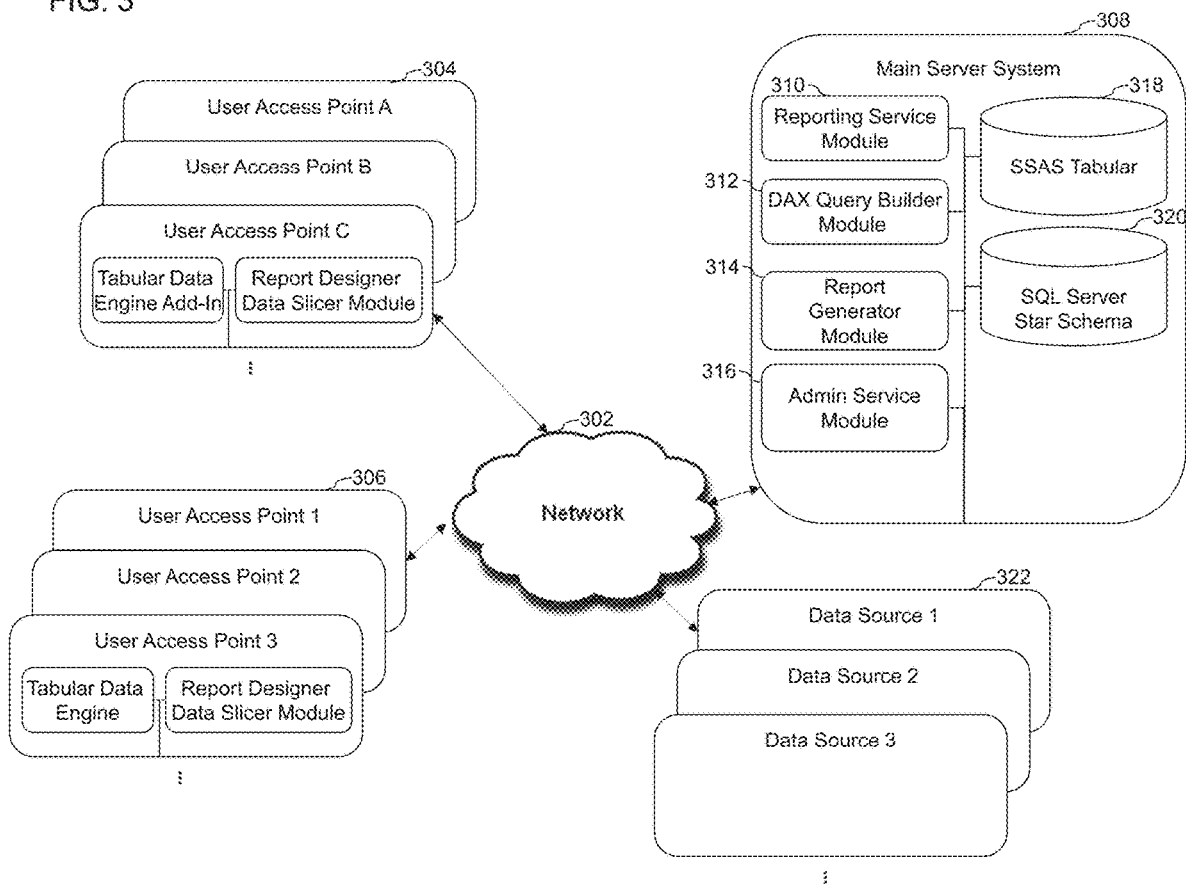 FIG. 3
304
User Access Point A
User Access Point B
User Access Point C
Tabular Data
Engine Add-In
Report Designer
Data Slicer Module
308
Main Server System
310
Reporting Service
Module
312
DAX Query Builder
Module
314
Report
Generator
Module
316
Admin Service
Module
318
SSAS Tabular
320
SQL Server
Star Schema
302
Network
306
User Access Point 1
User Access Point 2
User Access Point 3
Tabular Data
Engine
Report Designer
Data Slicer Module
322
Data Source 1
Data Source 2
Data Source 3